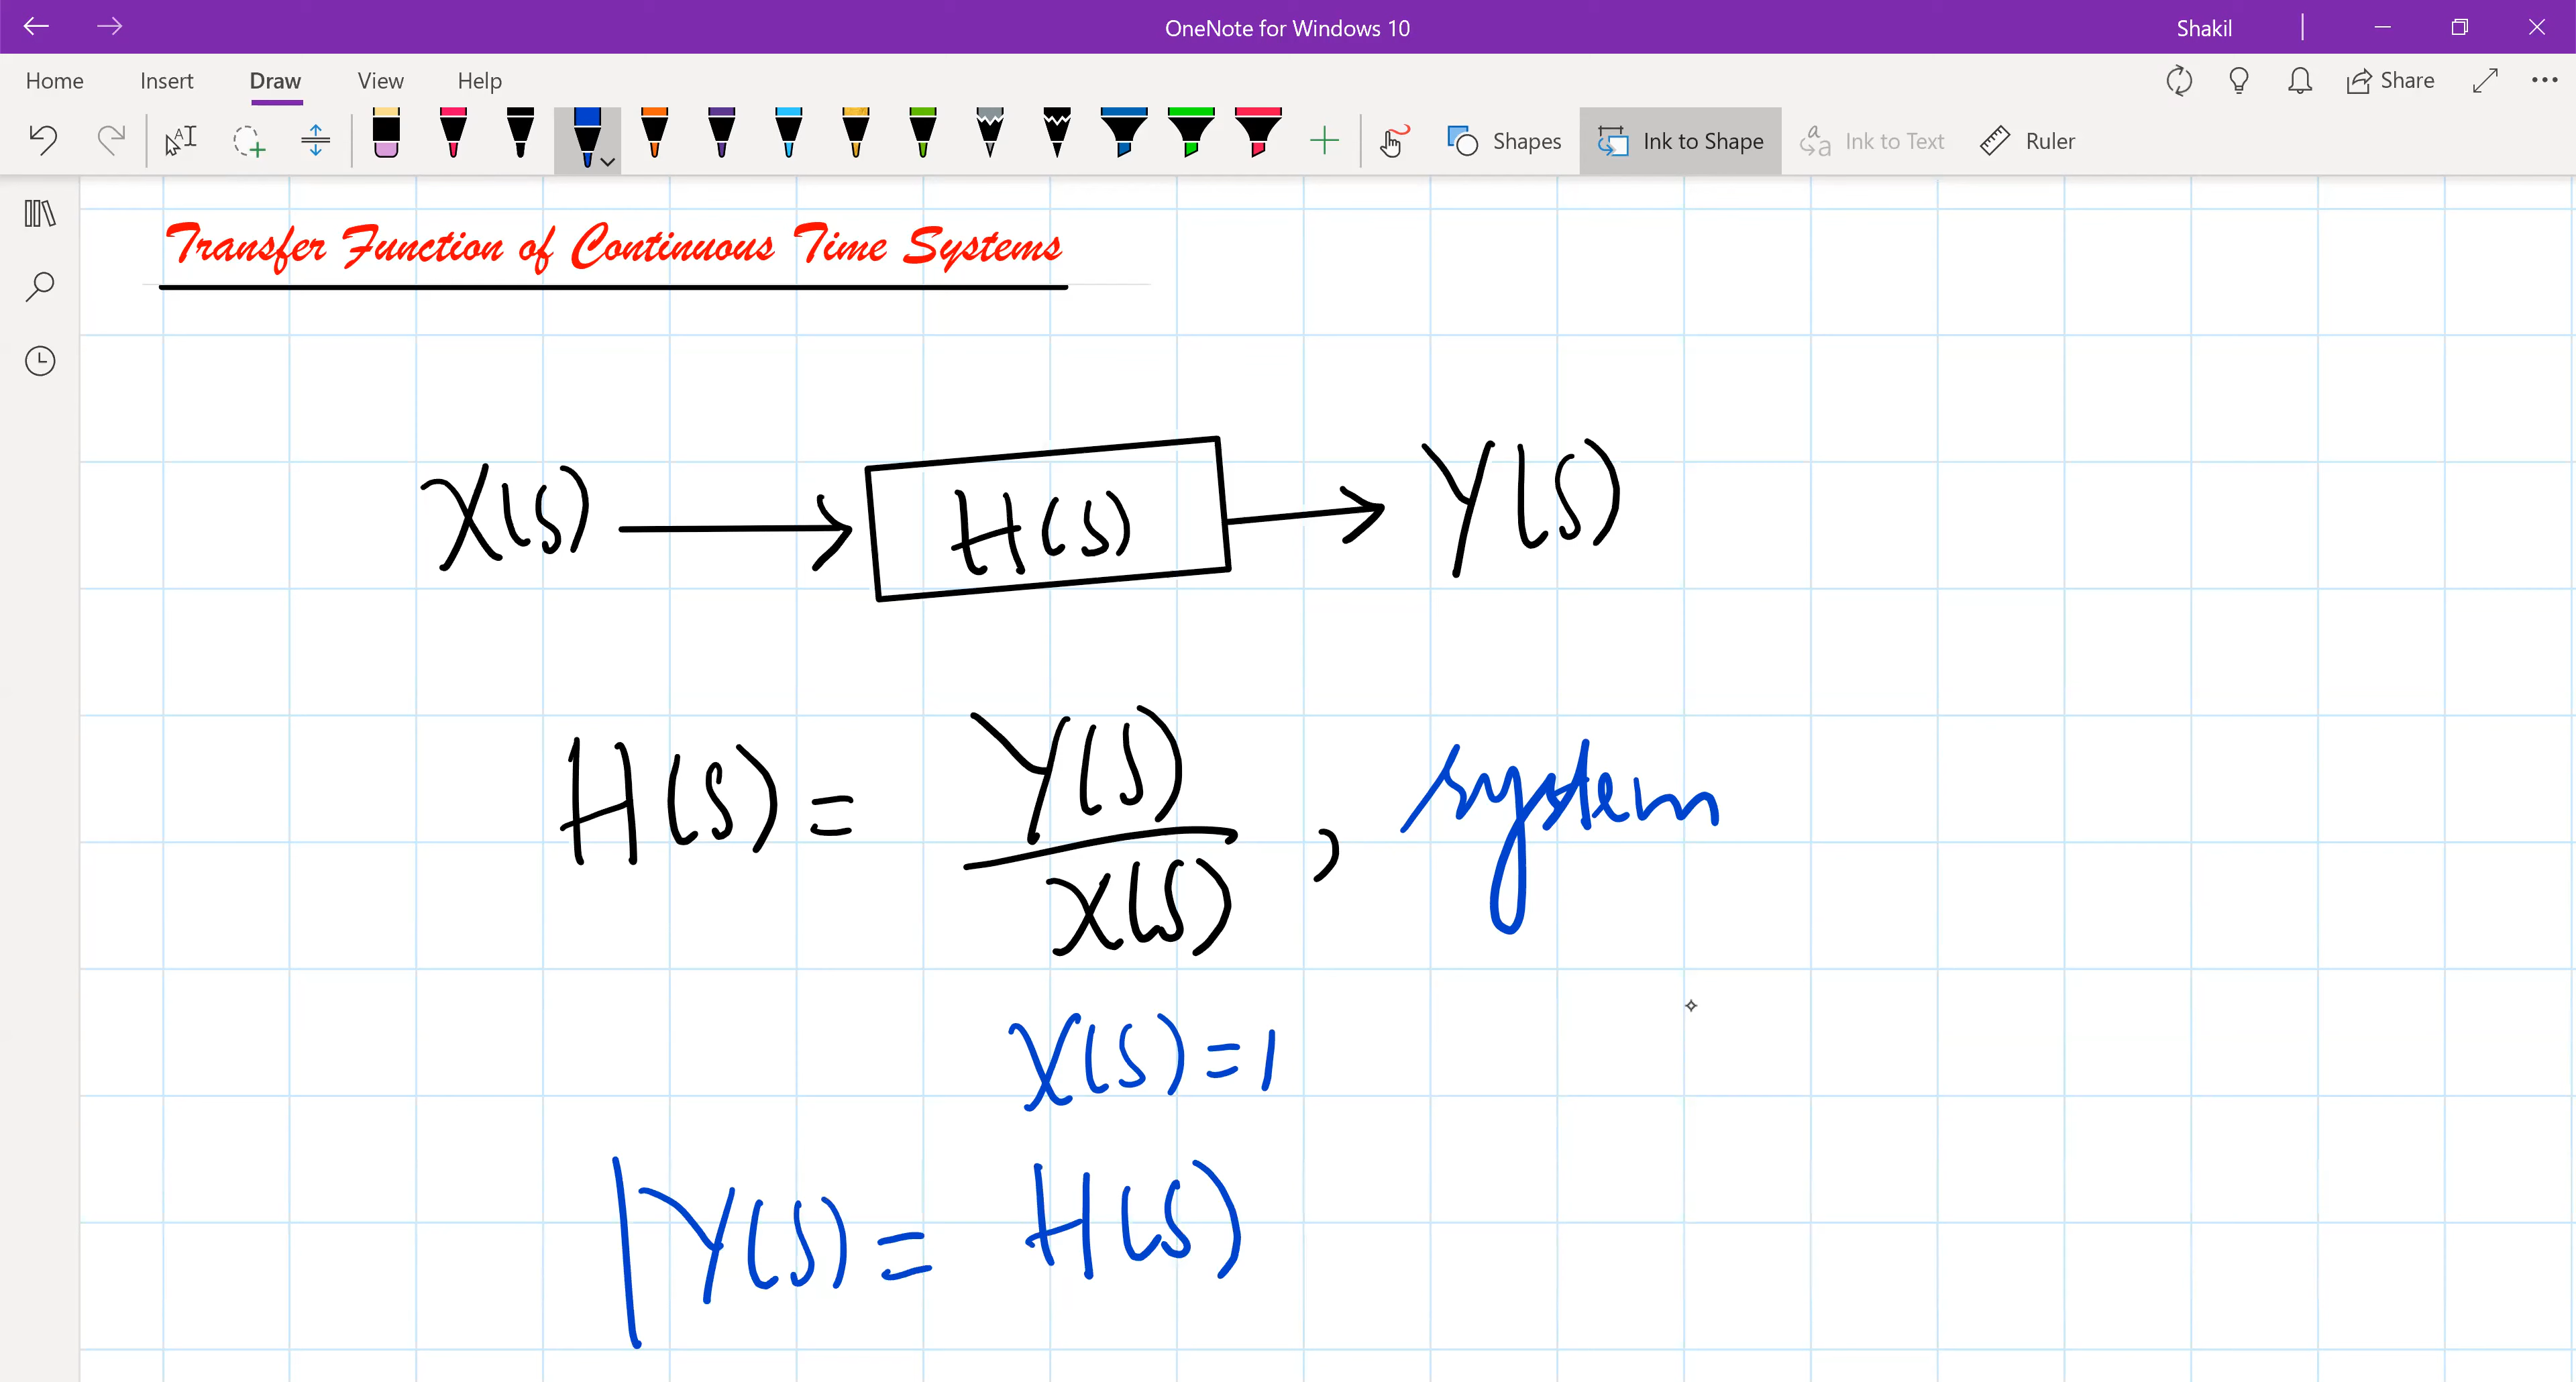 OneNote for Windows 10 Shakil
Home Insert Draw View Help Share
Shapes Ink to Shape Ink to Text Ruler
Transfer Function of Continuous Time Systems
X(s) H(s) Y(s)
H(s) = Y(s) / X(s) , system
X(s) = 1
Y(s) = H(s)